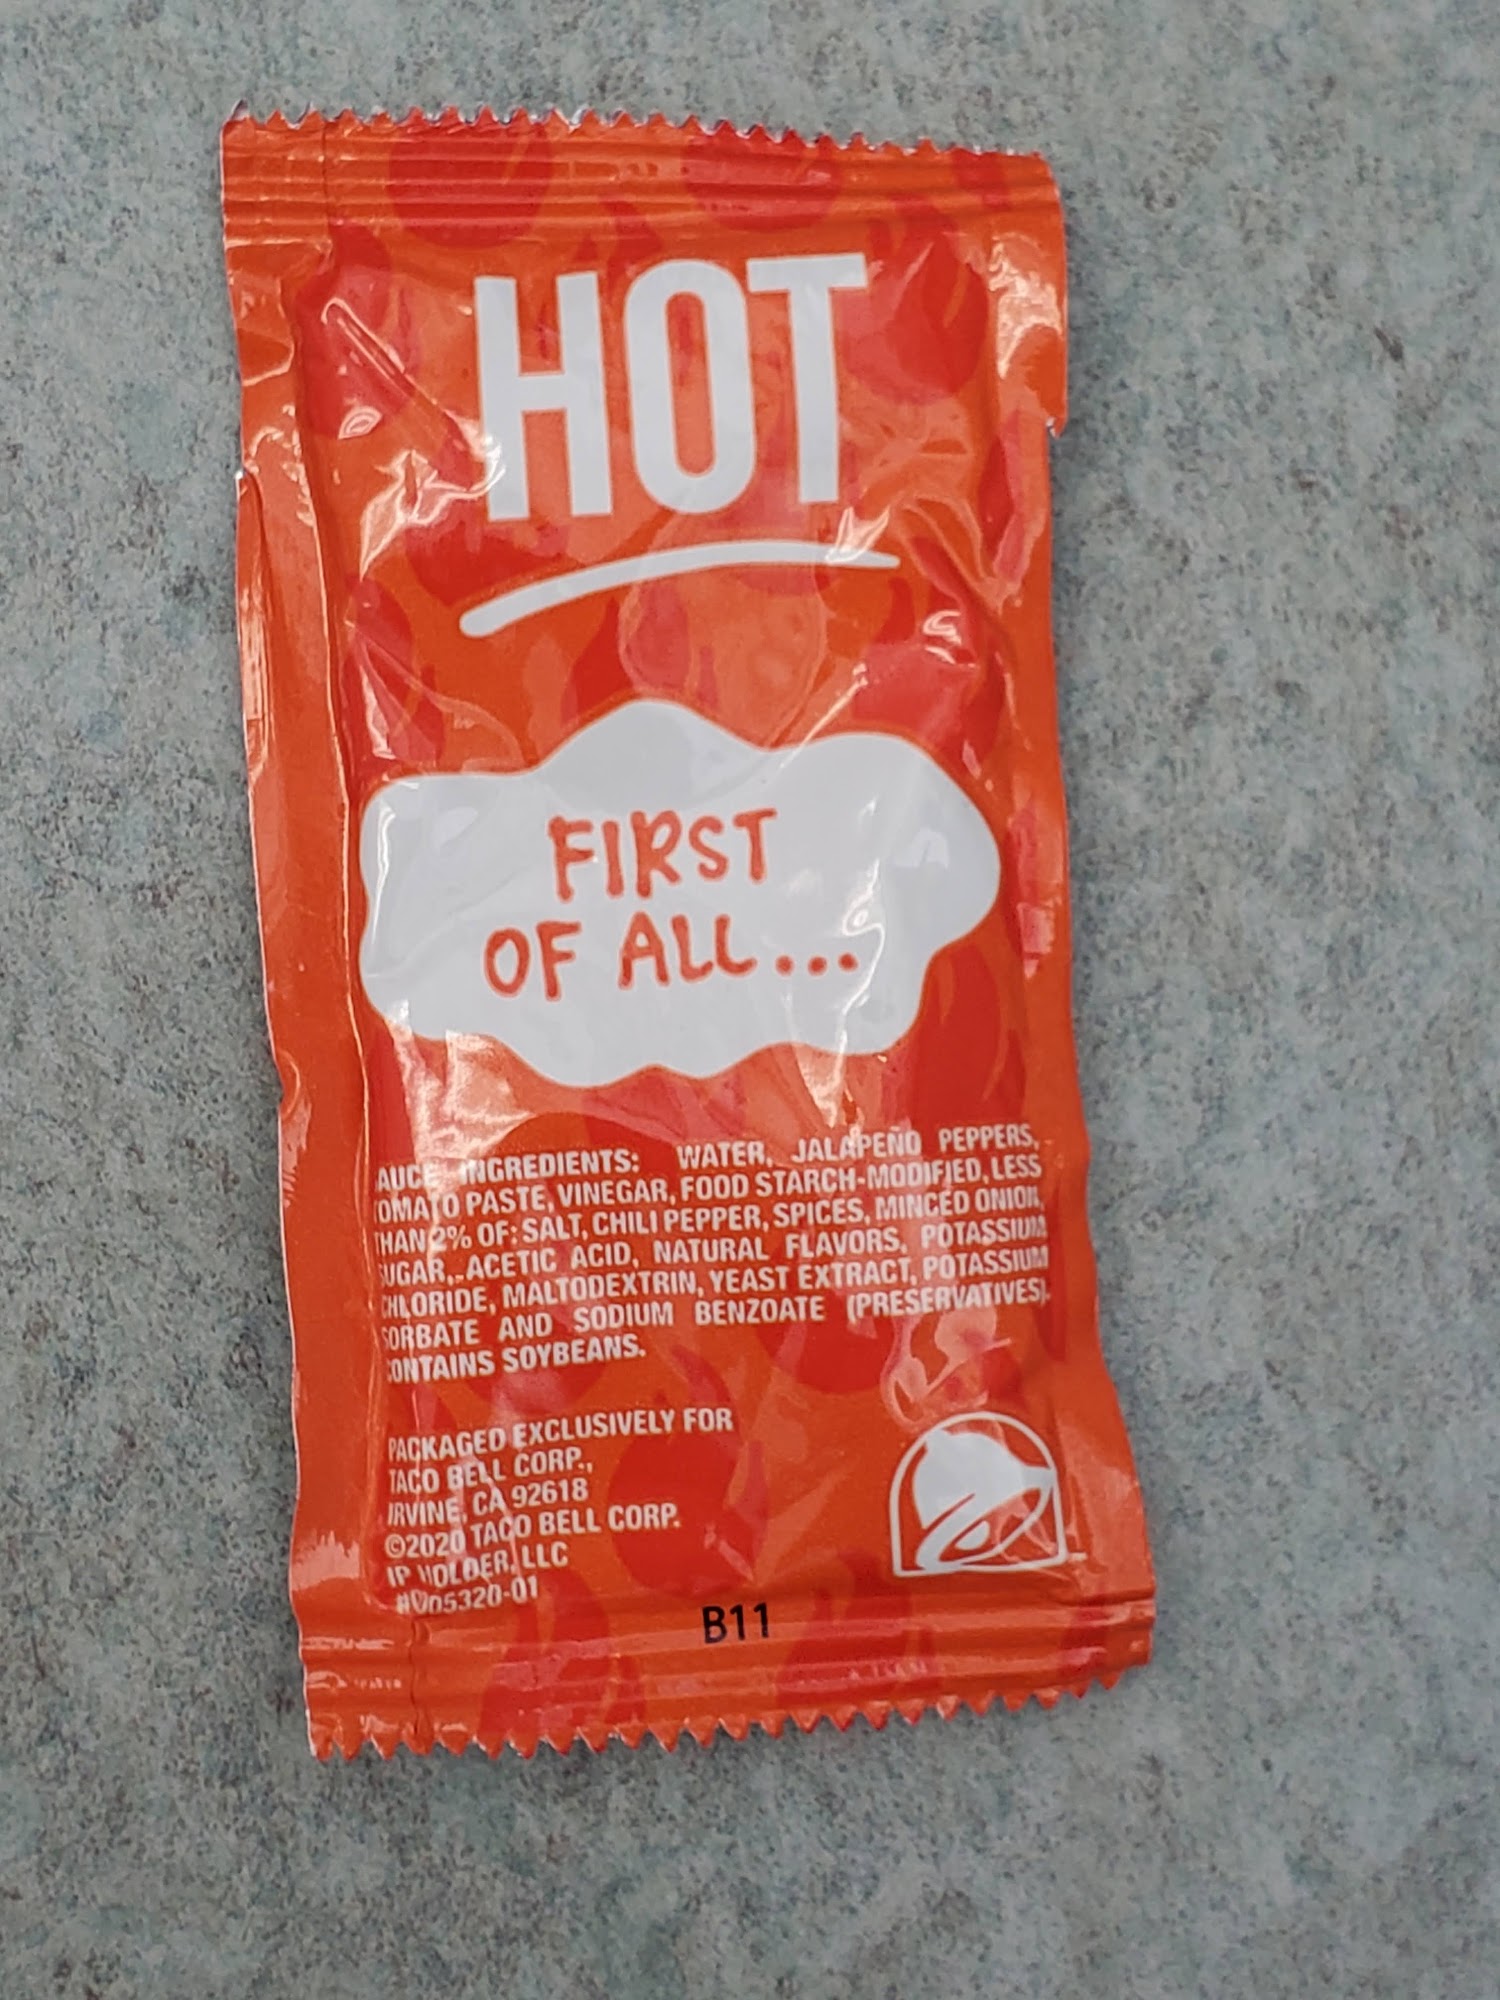 HOT
FIRST
OF ALL...
AUCE INGREDIENTS: WATER, JALAPEÑO PEPPERS,
TOMATO PASTE, VINEGAR, FOOD STARCH-MODIFIED, LESS
THAN 2% OF: SALT, CHILI PEPPER, SPICES, MINCED ONION,
SUGAR, ACETIC ACID, NATURAL FLAVORS, POTASSIUM
CHLORIDE, MALTODEXTRIN, YEAST EXTRACT, POTASSIUM
SORBATE AND SODIUM BENZOATE (PRESERVATIVES).
CONTAINS SOYBEANS.
PACKAGED EXCLUSIVELY FOR
TACO BELL CORP.,
IRVINE, CA 92618
©2020 TACO BELL CORP.
IP HOLDER, LLC
B11